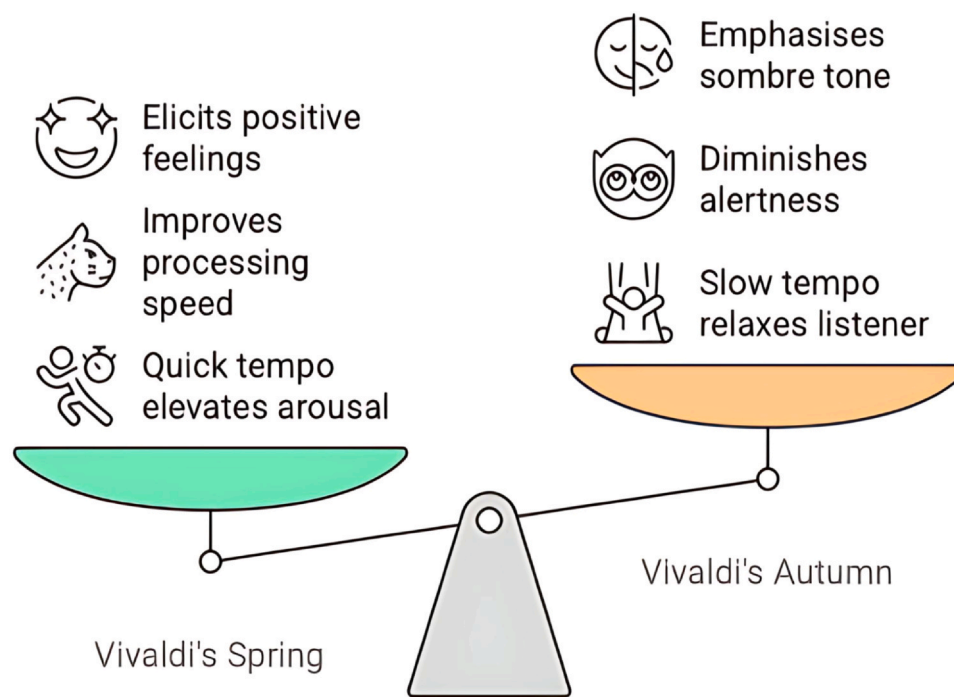 Elicits positive
feelings
Improves
processing
speed
Quick tempo
elevates arousal
Vivaldi's Spring
Emphasises
sombre tone
Diminishes
alertness
Slow tempo
relaxes listener
Vivaldi's Autumn